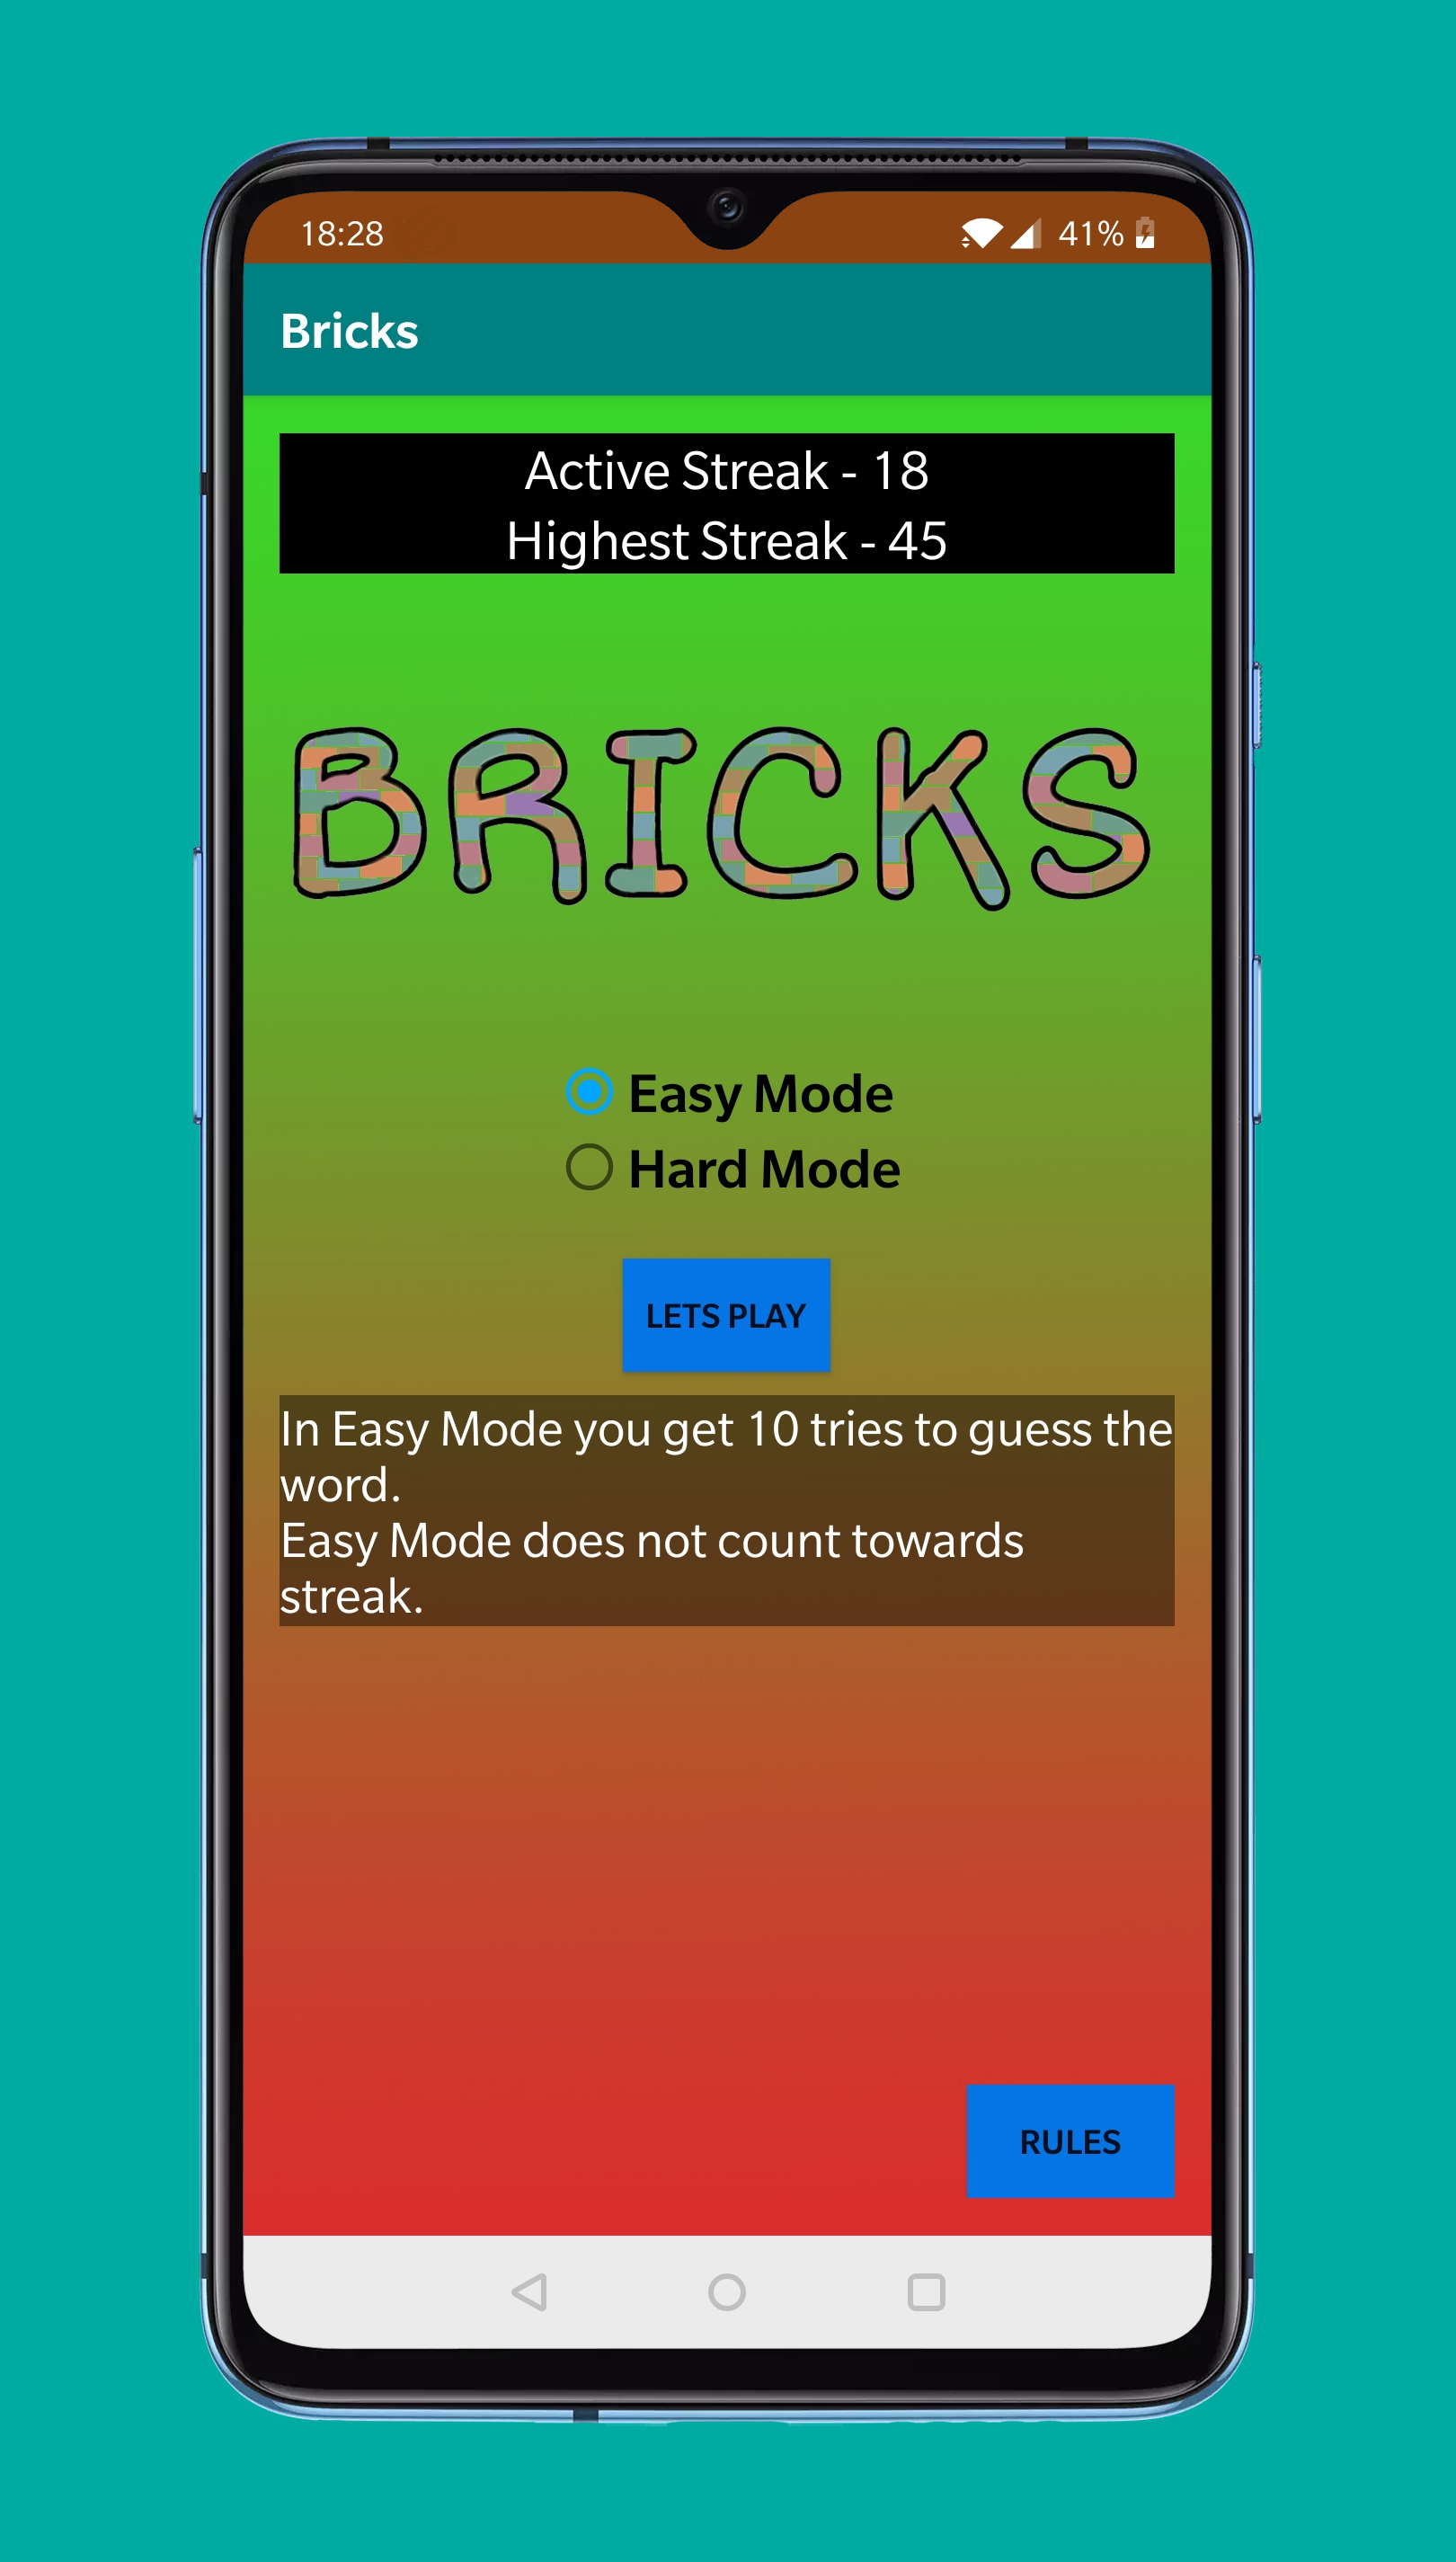 18:28 41%
Bricks
Active Streak - 18
Highest Streak - 45
BRICKS
Easy Mode
Hard Mode
LETS PLAY
In Easy Mode you get 10 tries to guess the
word.
Easy Mode does not count towards
streak.
RULES